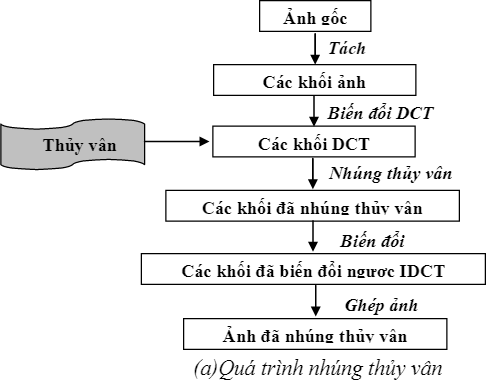 Ảnh gốc
Tách
Các khối ảnh
Biến đổi DCT
Thủy vân
Các khối DCT
Nhúng thủy vân
Các khối đã nhúng thủy vân
Biến đổi
Các khối đã biến đổi ngược IDCT
Ghép ảnh
Ảnh đã nhúng thủy vân
(a)Quá trình nhúng thủy vân